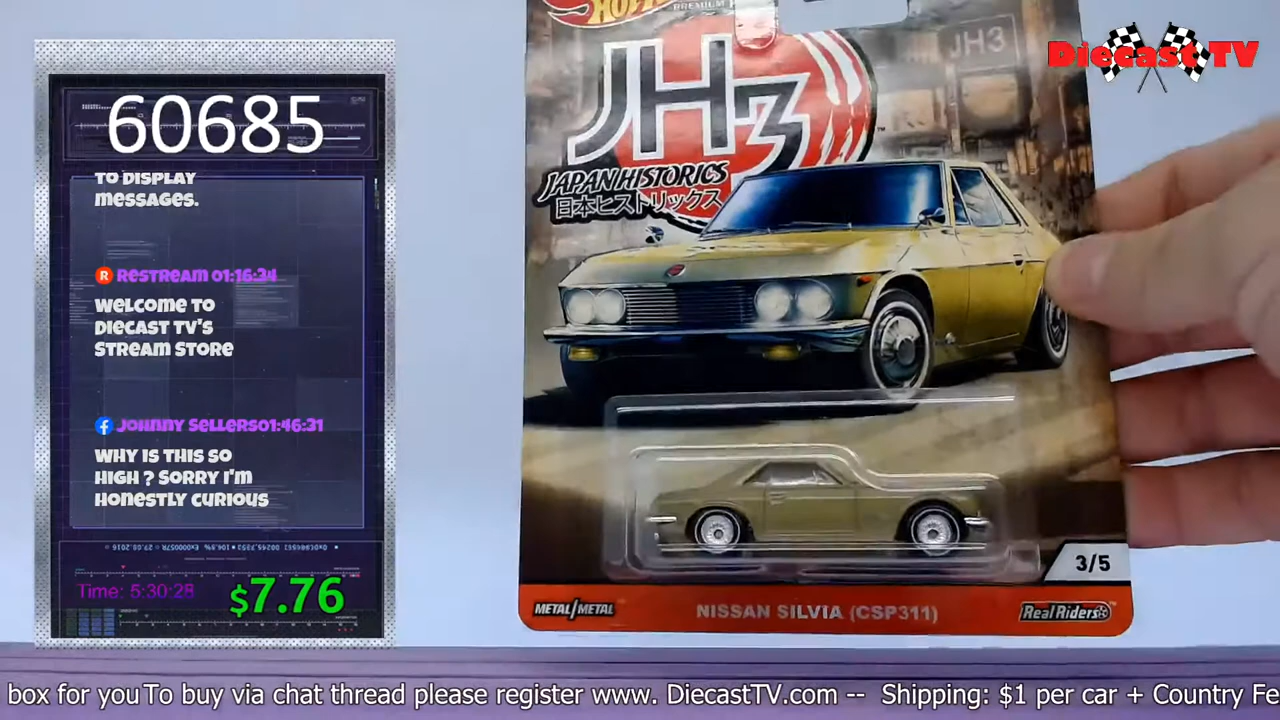 60685
TO DISPLAY
MESSAGES.
R RESTREAM 01:16:34
WELCOME TO
DIECAST TV'S
STREAM STORE
f JOHNNY SELLERS01:46:31
WHY IS THIS SO
HIGH ? SORRY I'M
HONESTLY CURIOUS
Time: 5:30:28
$7.76
HOT
JH3
JH3
JAPAN HISTORICS
日本ヒストリックス
3/5
METAL/METAL
NISSAN SILVIA (CSP311)
Real Riders
Diecast TV
box for you To buy via chat thread please register www. DiecastTV.com -- Shipping: $1 per car + Country Fe